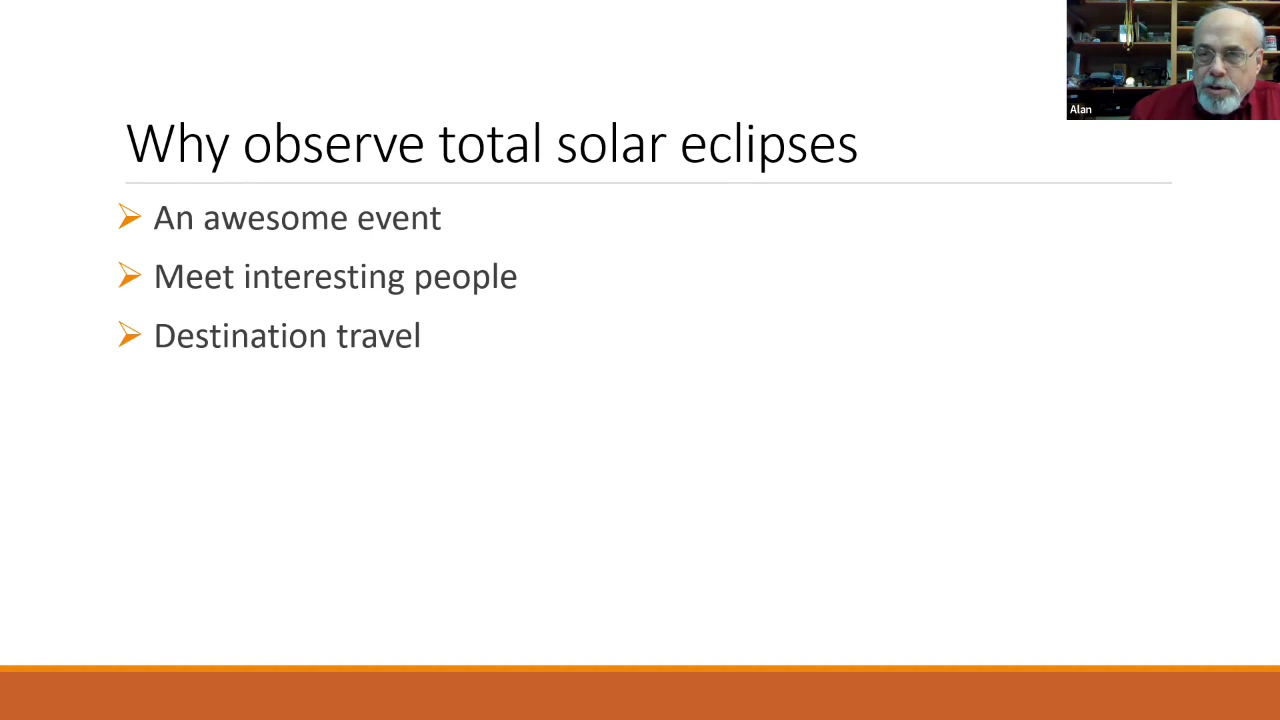 Why observe total solar eclipses
An awesome event
Meet interesting people
Destination travel
Alan